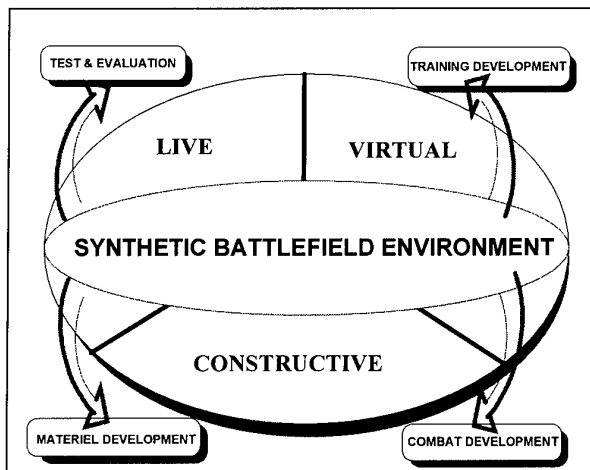 TEST & EVALUATION
TRAINING DEVELOPMENT
LIVE
VIRTUAL
SYNTHETIC BATTLEFIELD ENVIRONMENT
CONSTRUCTIVE
MATERIEL DEVELOPMENT
COMBAT DEVELOPMENT